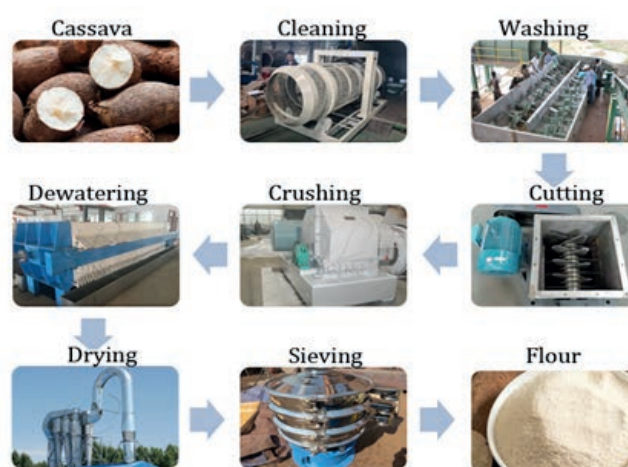 Cassava
Cleaning
Washing
Cutting
Crushing
Dewatering
Drying
Sieving
Flour